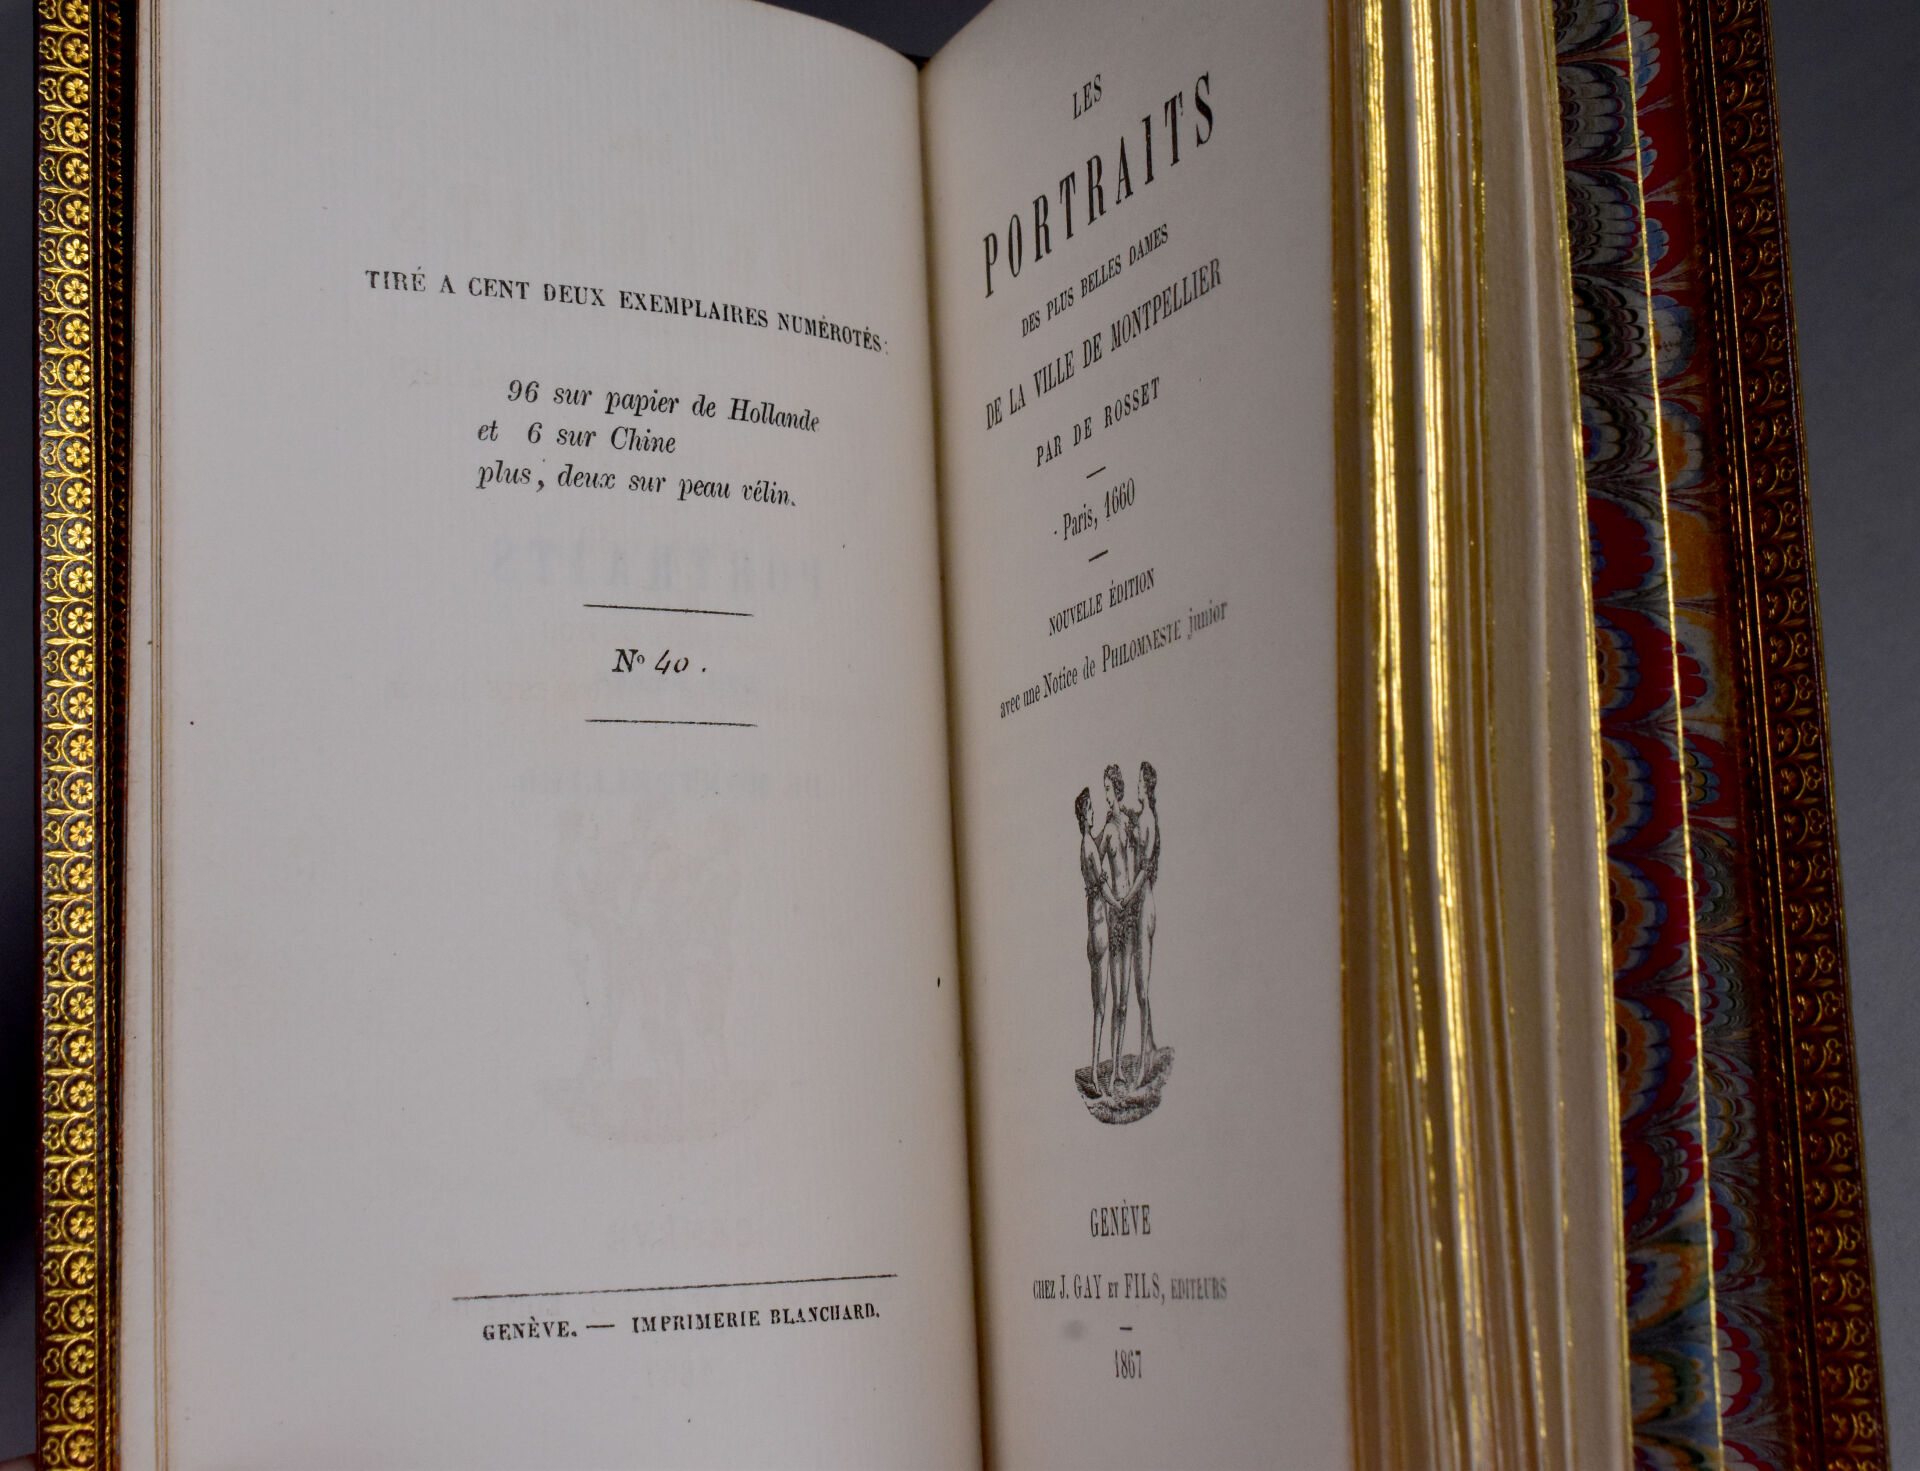 TIRÉ A CENT DEUX EXEMPLAIRES NUMÉROTÉS:
96 sur papier de Hollande
et 6 sur Chine
plus, deux sur peau vélin.
No 40.
GENÈVE. — IMPRIMERIE BLANCHARD.
LES
PORTRAITS
DES PLUS BELLES DAMES
DE LA VILLE DE MONTPELLIER
PAR DE ROSSET
Paris, 1660
NOUVELLE ÉDITION
avec une Notice de PHILOMNESTE junior
GENÈVE
CHEZ J. GAY ET FILS, EDITEURS
1867